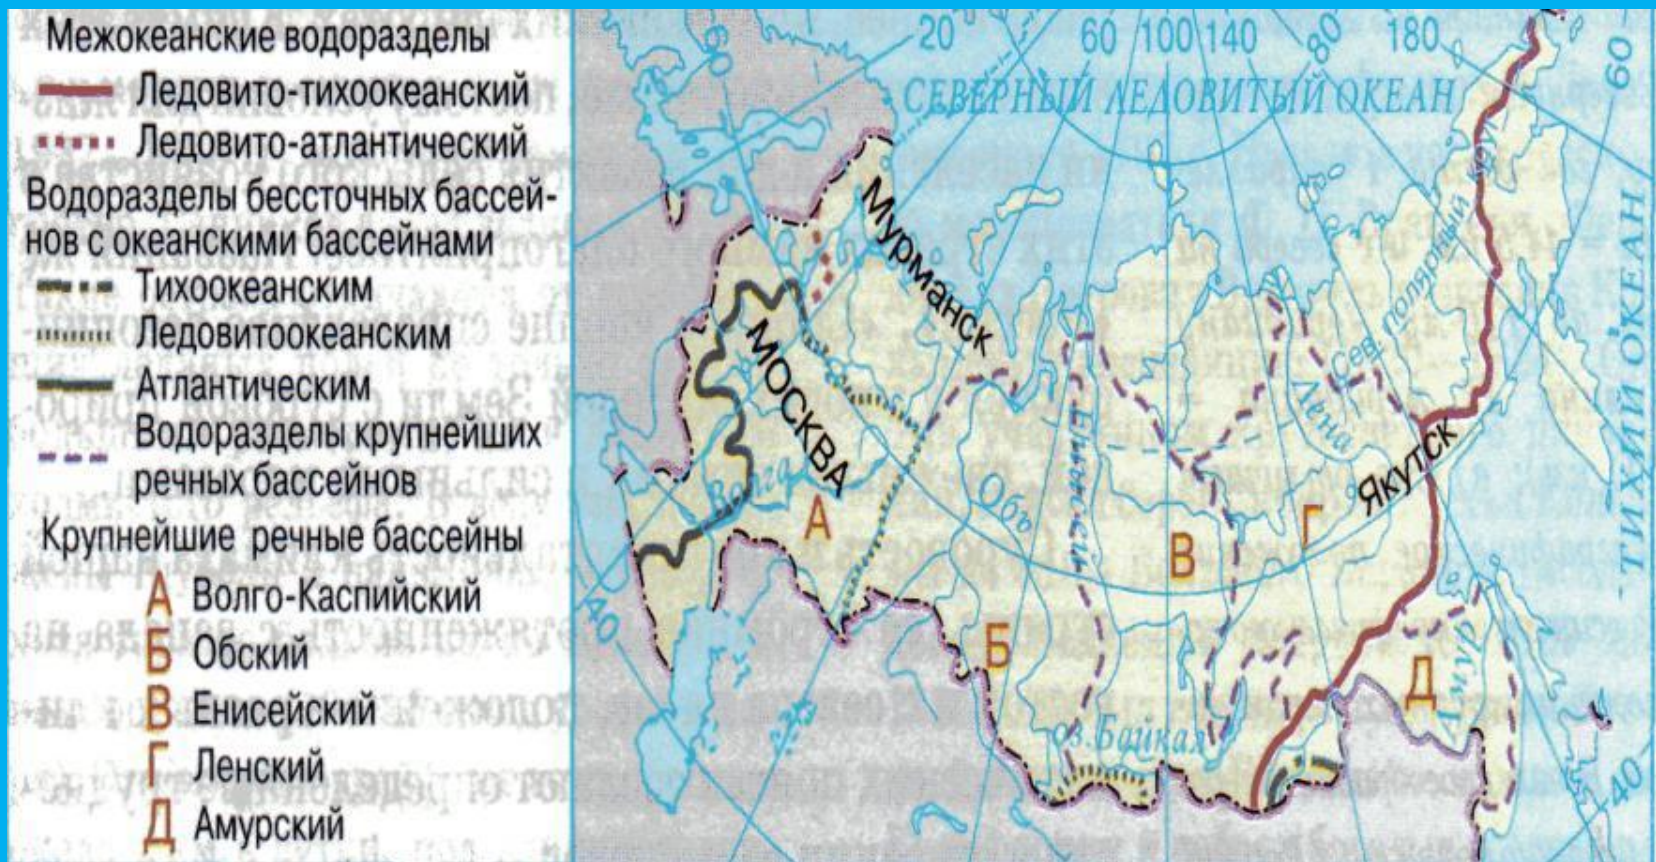 Межокеанские водоразделы
Ледовито-тихоокеанский
Ледовито-атлантический
Водоразделы бессточных бассей-
нов с океанскими бассейнами
Тихоокеанским
Ледовитоокеанским
Атлантическим
Водоразделы крупнейших
речных бассейнов
Крупнейшие речные бассейны
А Волго-Каспийский
Б Обский
В Енисейский
Г Ленский
Д Амурский
60
20
60
100
140
80
180
60
СЕВЕРНЫЙ ЛЕДОВИТЫЙ ОКЕАН
Мурманск
МОСКВА
Сев. полярный круг
ТИХИЙ ОКЕАН
Лена
Енисей
Обь
Волга
Якутск
А
Б
В
Г
Д
Амур
оз. Байкал
40
40